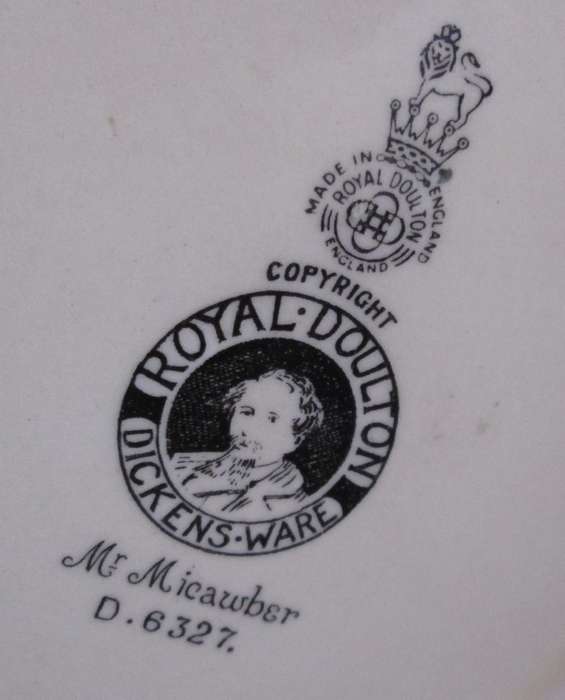 MADE IN ENGLAND
ROYAL DOULTON
ENGLAND
COPYRIGHT
ROYAL·DOULTON
DICKENS·WARE
Mr Micawber
D.6327.